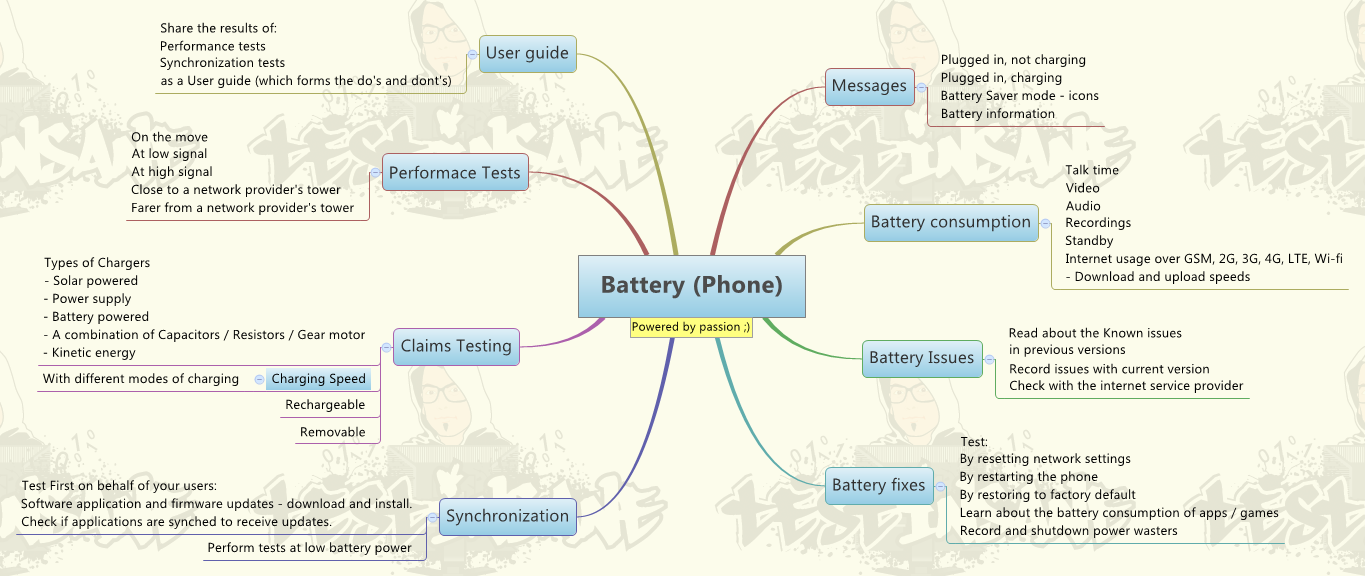 Battery (Phone)
Powered by passion ;)
User guide
Share the results of:
Performance tests
Synchronization tests
as a User guide (which forms the do's and dont's)
Performace Tests
On the move
At low signal
At high signal
Close to a network provider's tower
Farer from a network provider's tower
Claims Testing
Types of Chargers
- Solar powered
- Power supply
- Battery powered
- A combination of Capacitors / Resistors / Gear motor
- Kinetic energy
Charging Speed
With different modes of charging
Rechargeable
Removable
Synchronization
Test First on behalf of your users:
Software application and firmware updates - download and install.
Check if applications are synched to receive updates.
Perform tests at low battery power
Messages
Plugged in, not charging
Plugged in, charging
Battery Saver mode - icons
Battery information
Battery consumption
Talk time
Video
Audio
Recordings
Standby
Internet usage over GSM, 2G, 3G, 4G, LTE, Wi-fi
- Download and upload speeds
Battery Issues
Read about the Known issues
in previous versions
Record issues with current version
Check with the internet service provider
Battery fixes
Test:
By resetting network settings
By restarting the phone
By restoring to factory default
Learn about the battery consumption of apps / games
Record and shutdown power wasters